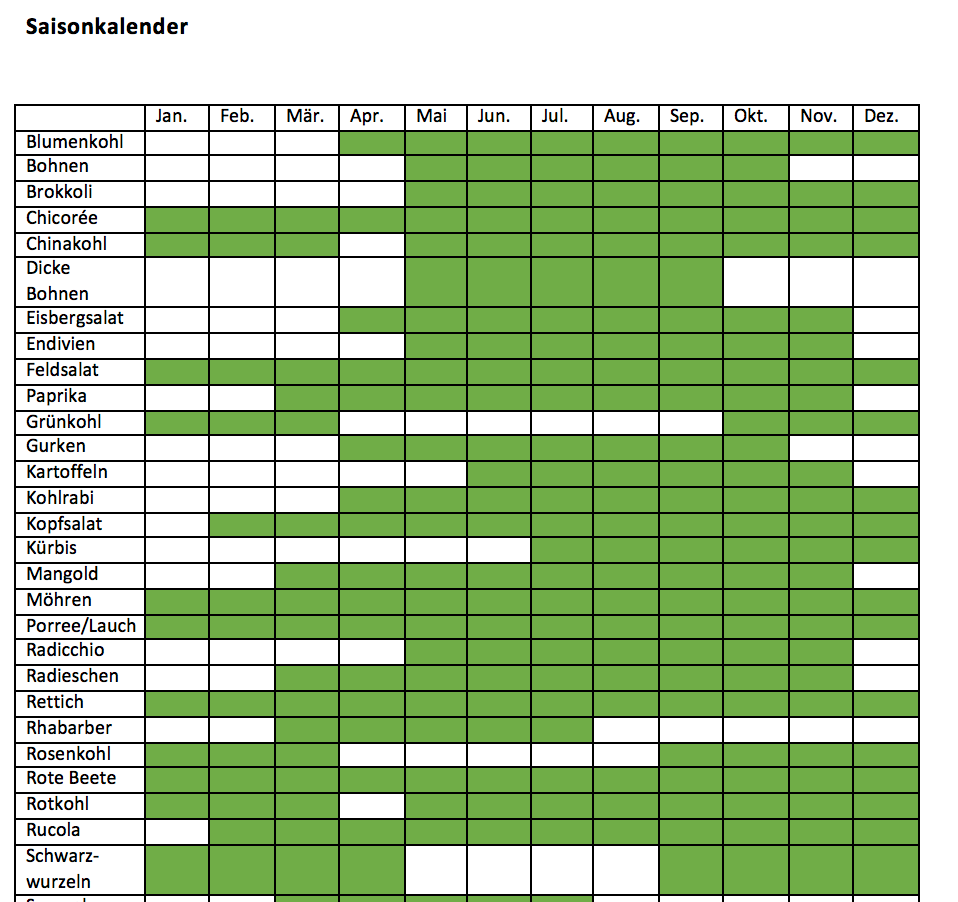 Saisonkalender
Jan. Feb. Mär. Apr. Mai Jun. Jul. Aug. Sep. Okt. Nov. Dez.
Blumenkohl
Bohnen
Brokkoli
Chicorée
Chinakohl
Dicke
Bohnen
Eisbergsalat
Endivien
Feldsalat
Paprika
Grünkohl
Gurken
Kartoffeln
Kohlrabi
Kopfsalat
Kürbis
Mangold
Möhren
Porree/Lauch
Radicchio
Radieschen
Rettich
Rhabarber
Rosenkohl
Rote Beete
Rotkohl
Rucola
Schwarz-
wurzeln